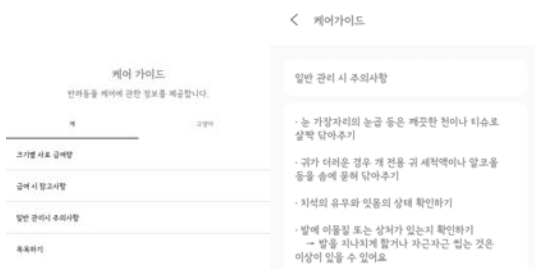 케어 가이드
반려동물 케어에 관한 정보를 제공합니다.
개
고양이
크기별 사료 급여량
급여 시 참고사항
일반 관리시 주의사항
목욕하기
케어가이드
일반 관리 시 주의사항
· 눈 가장자리의 눈곱 등은 깨끗한 천이나 티슈로
살짝 닦아주기
· 귀가 더러운 경우 개 전용 귀 세척액이나 알코올
등을 솜에 묻혀 닦아주기
· 치석의 유무와 잇몸의 상태 확인하기
· 발에 이물질 또는 상처가 있는지 확인하기
→ 발을 지나치게 핥거나 자근자근 씹는 것은
이상이 있을 수 있어요